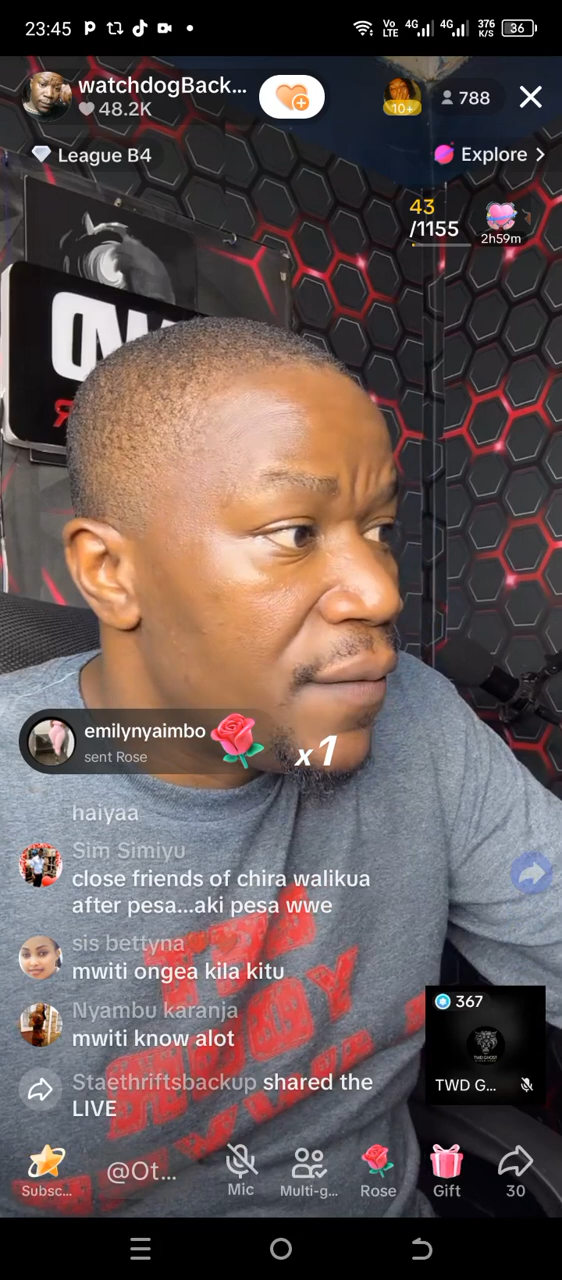 23:45
Vo
LTE
4G
4G
376
K/S
36
watchdogBack...
48.2K
10+
788
League B4
Explore
43
/1155
2h59m
emilynyaimbo
sent Rose
x1
haiyaa
Sim Simiyu
close friends of chira walikua
after pesa...aki pesa wwe
sis bettyna
mwiti ongea kila kitu
Nyambu karanja
mwiti know alot
Staethriftsbackup shared the
LIVE
367
TWD GHOST
TWD G...
@Ot...
Subsc...
Mic
Multi-g...
Rose
Gift
30